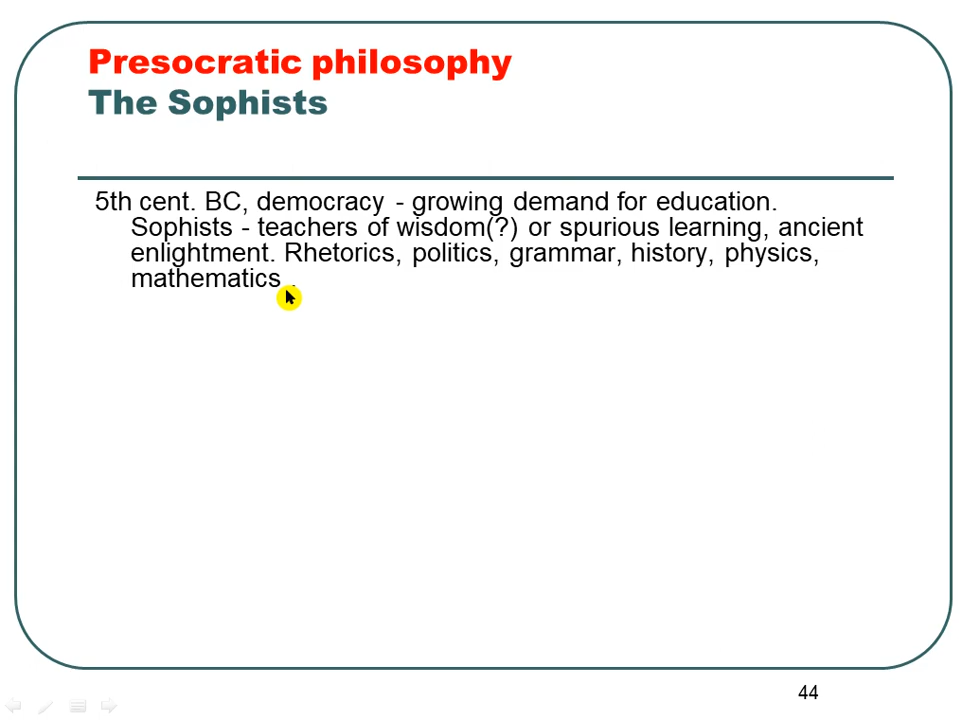 Presocratic philosophy
The Sophists
5th cent. BC, democracy - growing demand for education.
Sophists - teachers of wisdom(?) or spurious learning, ancient
enlightment. Rhetorics, politics, grammar, history, physics,
mathematics .
44